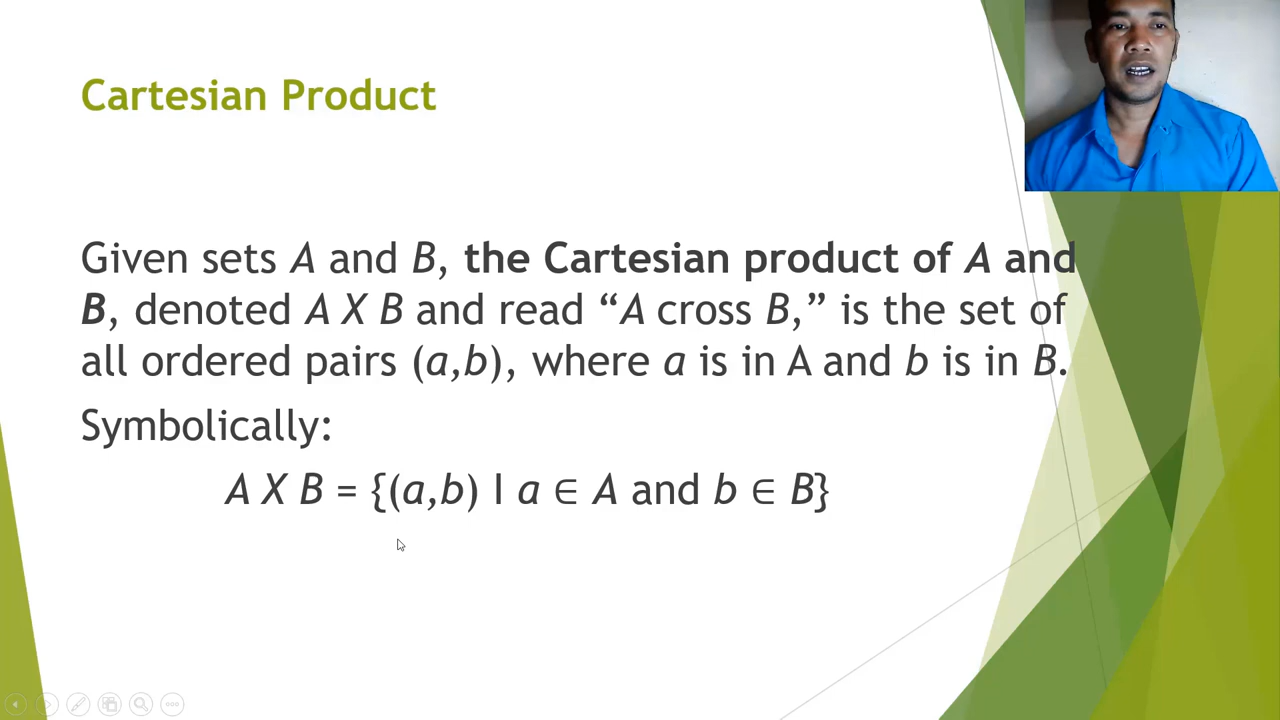 Cartesian Product
Given sets A and B, the Cartesian product of A and
B, denoted A X B and read “A cross B,” is the set of
all ordered pairs (a,b), where a is in A and b is in B.
Symbolically:
A X B = {(a,b) I a ∈ A and b ∈ B}